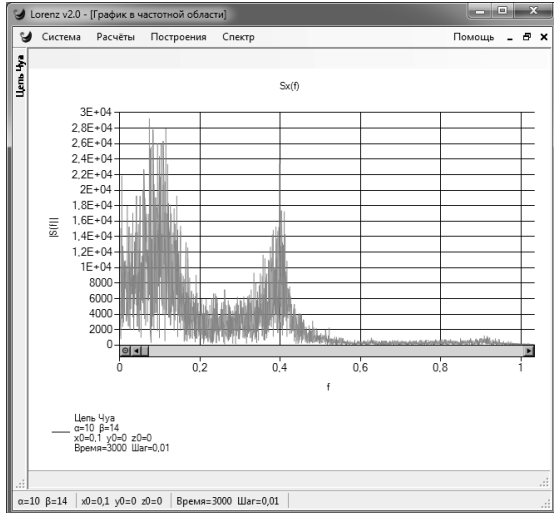 Lorenz v2.0 - [График в частотной области]
Система Расчёты Построения Спектр Помощь
Цепь Чуа
Sx(f)
3E+04
2,8E+04
2,6E+04
2,4E+04
2,2E+04
2E+04
1,8E+04
1,6E+04
1,4E+04
1,2E+04
1E+04
8000
6000
4000
2000
0
|S(f)|
0 0,2 0,4 0,6 0,8 1
f
Цепь Чуа
α=10 β=14
x0=0,1 y0=0 z0=0
Время=3000 Шаг=0,01
α=10 β=14 x0=0,1 y0=0 z0=0 Время=3000 Шаг=0,01